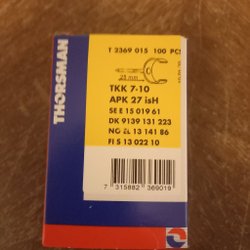 T 2369 015 100 PCS
28 mm
THORSMAN
TKK 7-10
APK 27 isH
SE E 15 019 61
DK 9139 131 223
NO EL 13 141 86
FI S 13 022 10
7 315882 369019